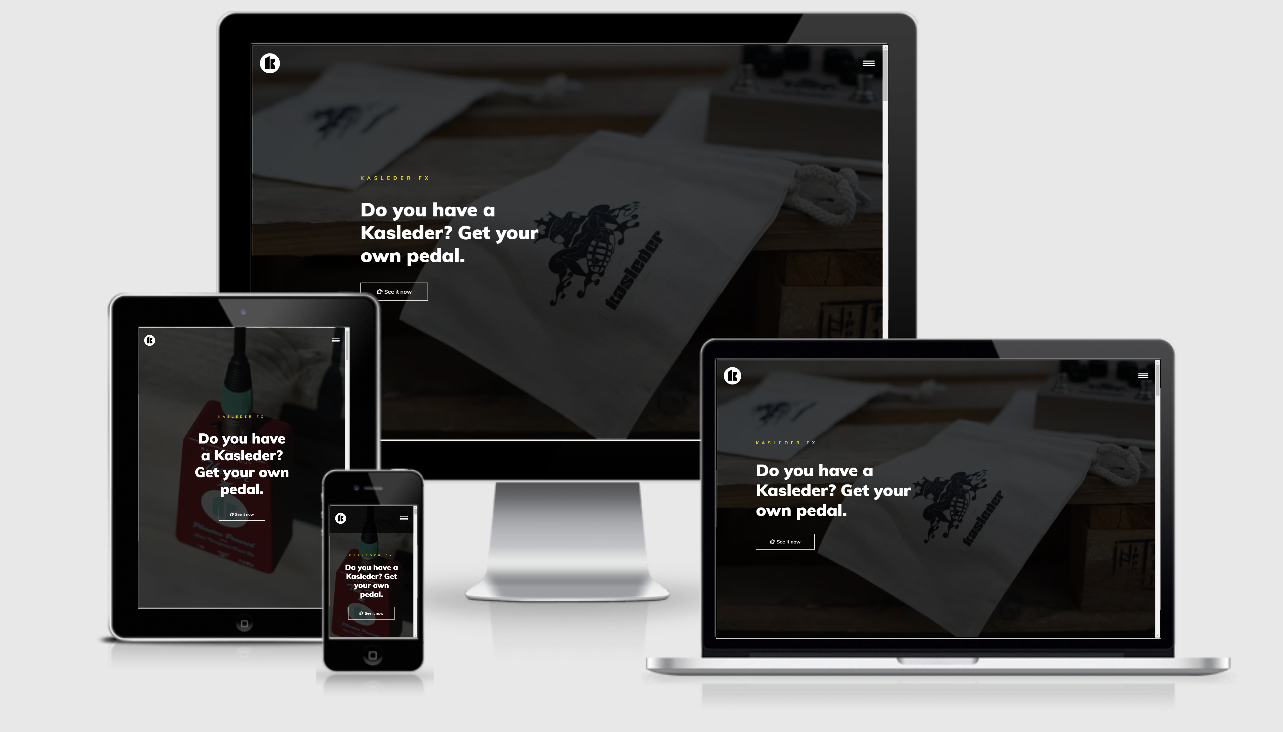 KASLEDER FX
Do you have a
Kasleder? Get your
own pedal.
See it now
kasleder
KASLEDER FX
Do you have
a Kasleder?
Get your own
pedal.
See it now
KASLEDER FX
Do you have a
Kasleder? Get
your own
pedal.
See it now
KASLEDER FX
Do you have a
Kasleder? Get your
own pedal.
See it now
kasleder